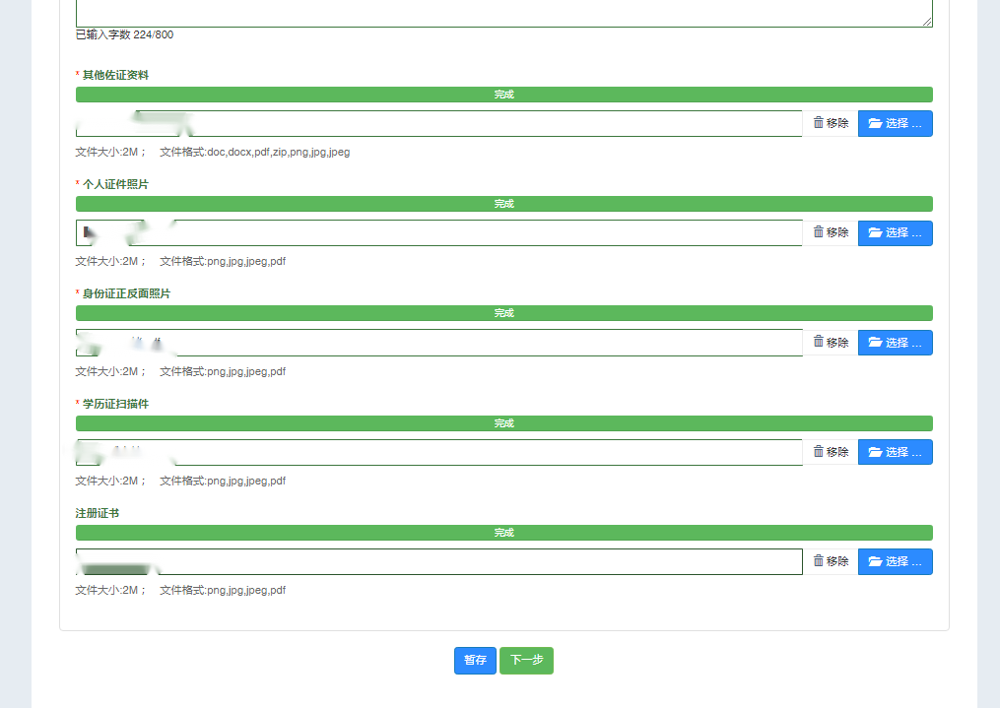 已输入字数 224/800
* 其他佐证资料
完成
移除 选择 ...
文件大小:2M； 文件格式:doc,docx,pdf,zip,png,jpg,jpeg
* 个人证件照片
完成
移除 选择 ...
文件大小:2M； 文件格式:png,jpg,jpeg,pdf
* 身份证正反面照片
完成
移除 选择 ...
文件大小:2M； 文件格式:png,jpg,jpeg,pdf
* 学历证扫描件
完成
移除 选择 ...
文件大小:2M； 文件格式:png,jpg,jpeg,pdf
注册证书
完成
移除 选择 ...
文件大小:2M； 文件格式:png,jpg,jpeg,pdf
暂存 下一步